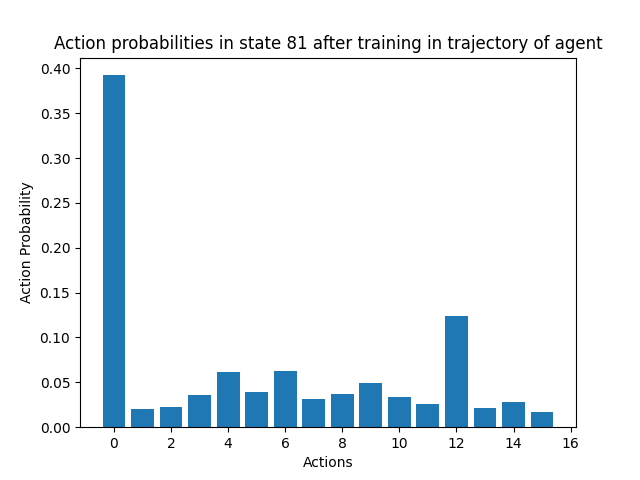 Action probabilities in state 81 after training in trajectory of agent
0.40
0.35
0.30
0.25
0.20
0.15
0.10
0.05
0.00
Action Probability
0 2 4 6 8 10 12 14 16
Actions